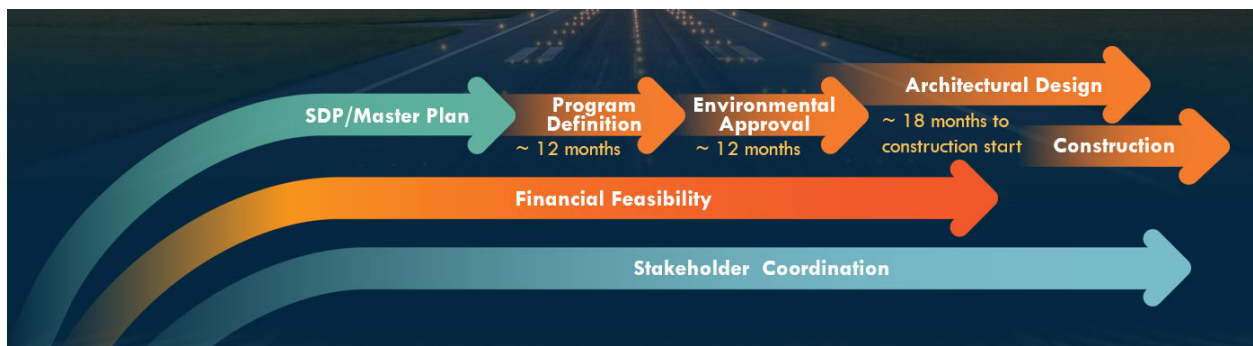 SDP/Master Plan
Program
Definition
~ 12 months
Environmental
Approval
~ 12 months
Architectural Design
~ 18 months to
construction start
Construction
Financial Feasibility
Stakeholder Coordination